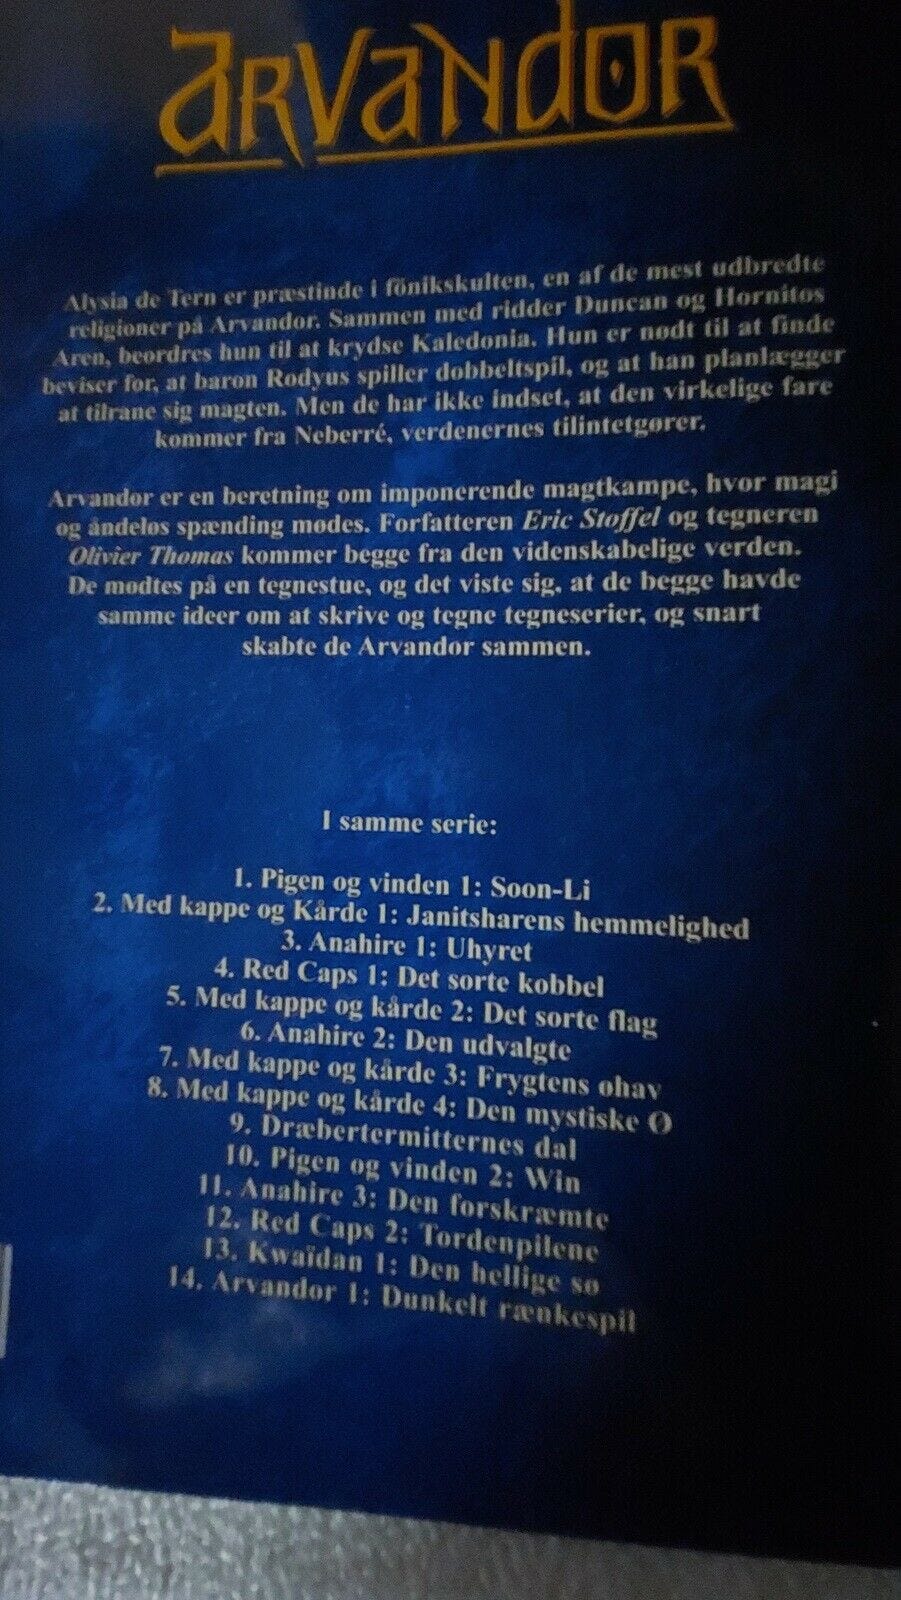 ARVANDOR
Alysia de Tern er præstinde i fönikskulten, en af de mest udbredte
religioner på Arvandor. Sammen med ridder Duncan og Hornitos
Aren, beordres hun til at krydse Kaledonia. Hun er nødt til at finde
beviser for, at baron Rodyus spiller dobbeltspil, og at han planlægger
at tilrane sig magten. Men de har ikke indset, at den virkelige fare
kommer fra Neberré, verdenernes tilintetgører.
Arvandor er en beretning om imponerende magtkampe, hvor magi
og åndeløs spænding mødes. Forfatteren Eric Stoffel og tegneren
Olivier Thomas kommer begge fra den videnskabelige verden.
De mødtes på en tegnestue, og det viste sig, at de begge havde
samme ideer om at skrive og tegne tegneserier, og snart
skabte de Arvandor sammen.
I samme serie:
1. Pigen og vinden 1: Soon-Li
2. Med kappe og Kårde 1: Janitsharens hemmelighed
3. Anahire 1: Uhyret
4. Red Caps 1: Det sorte kobbel
5. Med kappe og kårde 2: Det sorte flag
6. Anahire 2: Den udvalgte
7. Med kappe og kårde 3: Frygtens øhav
8. Med kappe og kårde 4: Den mystiske Ø
9. Dræbertermitternes dal
10. Pigen og vinden 2: Win
11. Anahire 3: Den forskræmte
12. Red Caps 2: Tordenpilene
13. Kwaïdan 1: Den hellige sø
14. Arvandor 1: Dunkelt rænkespil